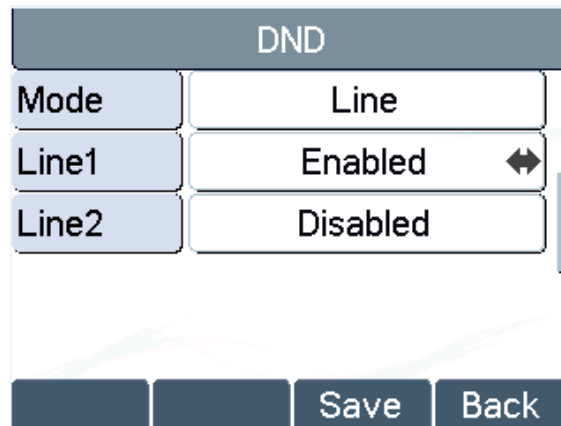 DND
Mode Line
Line1 Enabled
Line2 Disabled
Save Back